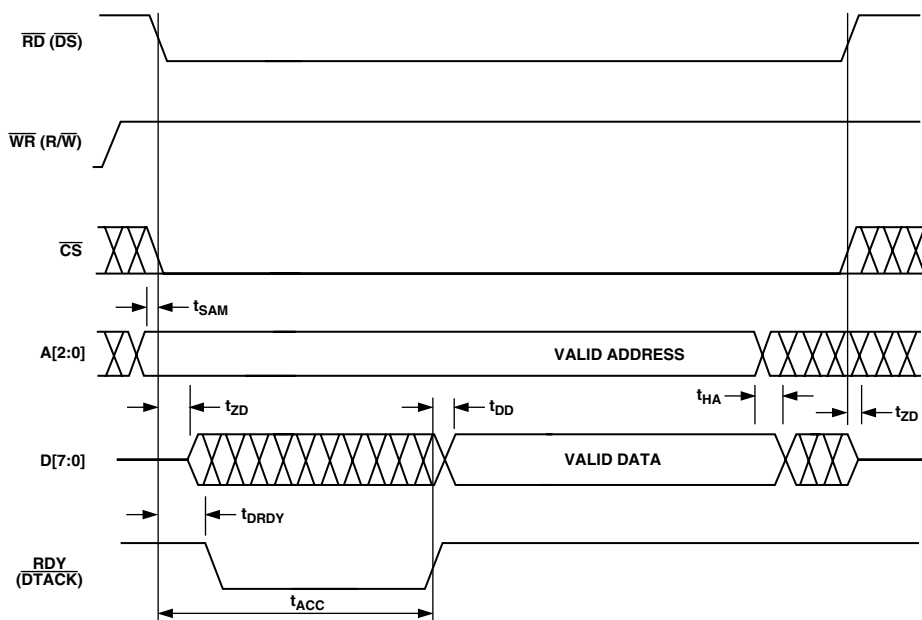 RD (DS)
WR (R/W)
CS
tSAM
A[2:0]
VALID ADDRESS
tZD
tDD
tHA
tZD
D[7:0]
VALID DATA
tDRDY
RDY
(DTACK)
tACC